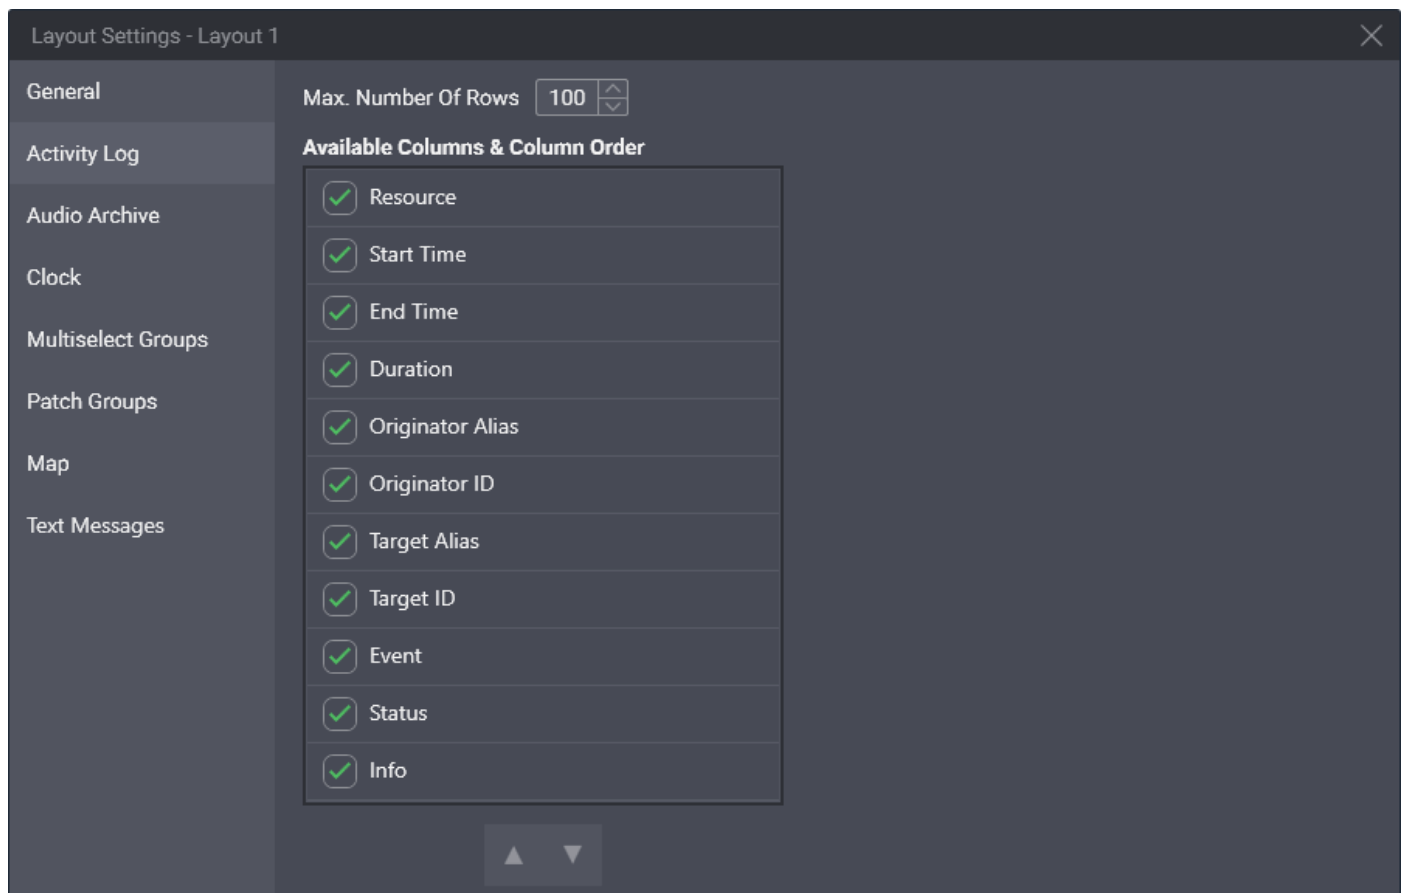 Layout Settings - Layout 1
General
Activity Log
Audio Archive
Clock
Multiselect Groups
Patch Groups
Map
Text Messages
Max. Number Of Rows 100
Available Columns & Column Order
Resource
Start Time
End Time
Duration
Originator Alias
Originator ID
Target Alias
Target ID
Event
Status
Info